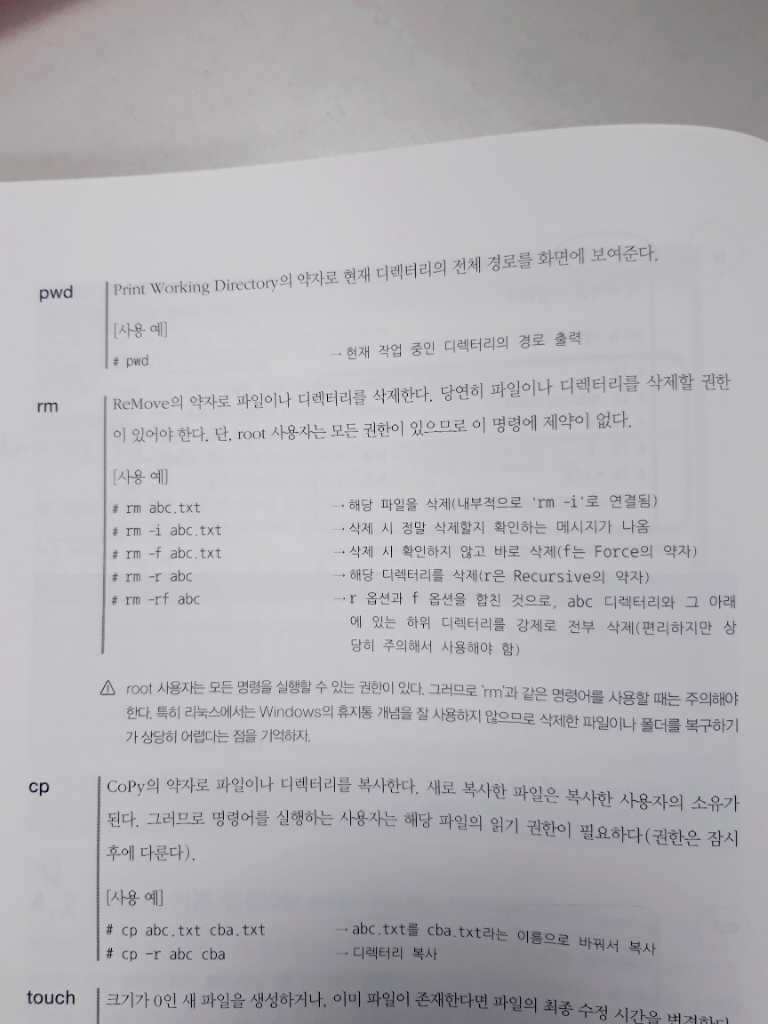 pwd
Print Working Directory의 약자로 현재 디렉터리의 전체 경로를 화면에 보여준다.
[사용 예]
# pwd → 현재 작업 중인 디렉터리의 경로 출력
rm
ReMove의 약자로 파일이나 디렉터리를 삭제한다. 당연히 파일이나 디렉터리를 삭제할 권한
이 있어야 한다. 단, root 사용자는 모든 권한이 있으므로 이 명령에 제약이 없다.
[사용 예]
# rm abc.txt → 해당 파일을 삭제(내부적으로 'rm -i'로 연결됨)
# rm -i abc.txt → 삭제 시 정말 삭제할지 확인하는 메시지가 나옴
# rm -f abc.txt → 삭제 시 확인하지 않고 바로 삭제(f는 Force의 약자)
# rm -r abc → 해당 디렉터리를 삭제(r은 Recursive의 약자)
# rm -rf abc → r 옵션과 f 옵션을 합친 것으로, abc 디렉터리와 그 아래
에 있는 하위 디렉터리를 강제로 전부 삭제(편리하지만 상
당히 주의해서 사용해야 함)
⚠ root 사용자는 모든 명령을 실행할 수 있는 권한이 있다. 그러므로 'rm'과 같은 명령어를 사용할 때는 주의해야
한다. 특히 리눅스에서는 Windows의 휴지통 개념을 잘 사용하지 않으므로 삭제한 파일이나 폴더를 복구하기
가 상당히 어렵다는 점을 기억하자.
cp
CoPy의 약자로 파일이나 디렉터리를 복사한다. 새로 복사한 파일은 복사한 사용자의 소유가
된다. 그러므로 명령어를 실행하는 사용자는 해당 파일의 읽기 권한이 필요하다(권한은 잠시
후에 다룬다).
[사용 예]
# cp abc.txt cba.txt → abc.txt를 cba.txt라는 이름으로 바꿔서 복사
# cp -r abc cba → 디렉터리 복사
touch
크기가 0인 새 파일을 생성하거나, 이미 파일이 존재한다면 파일의 최종 수정 시간을 변경한다.